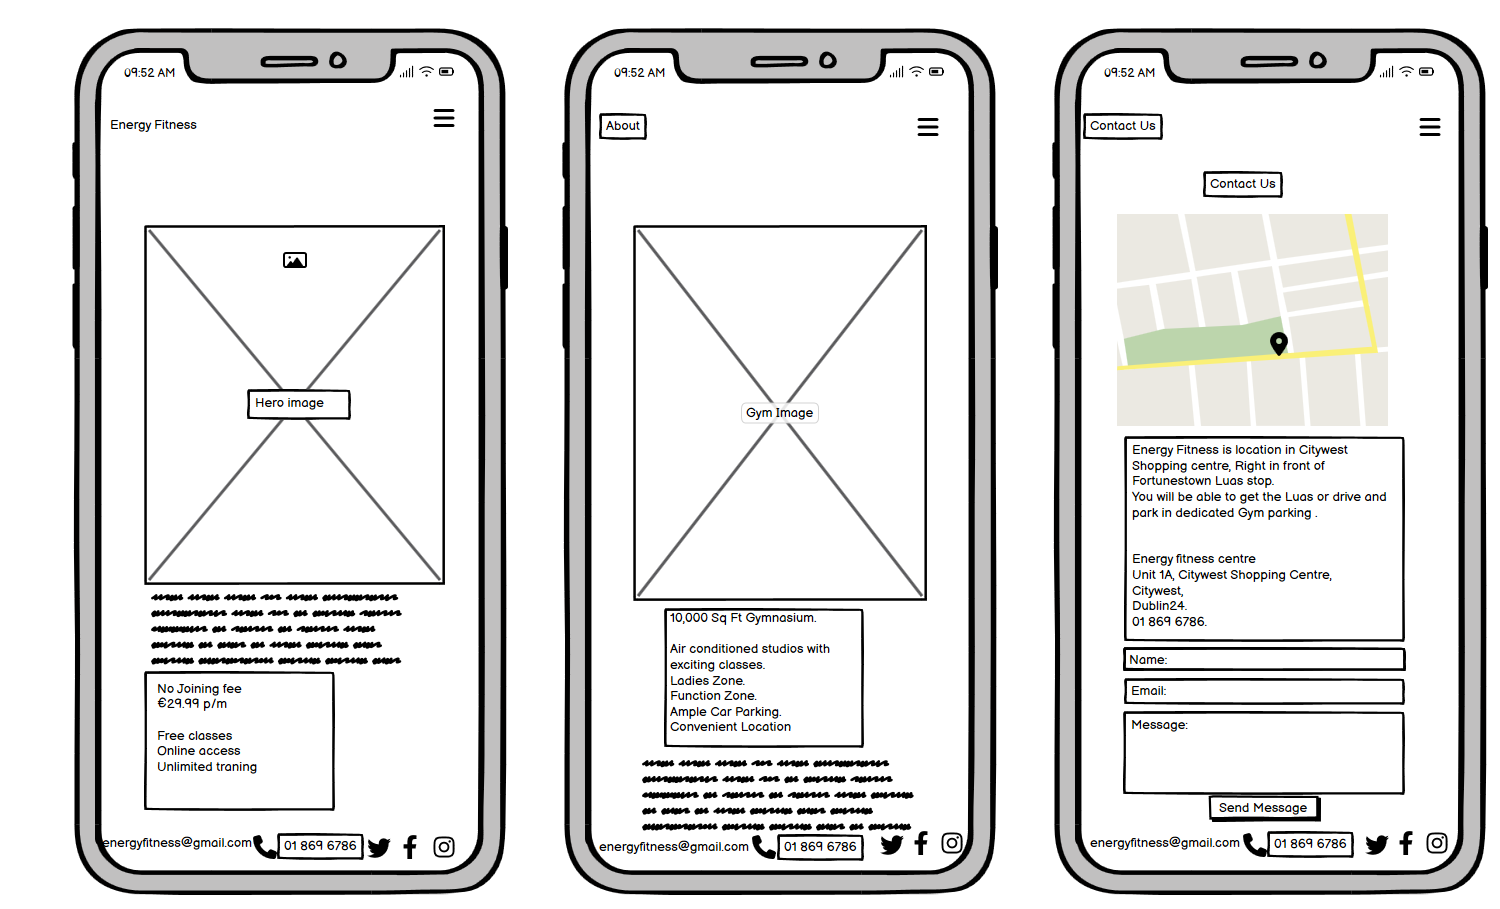 09:52 AM
Energy Fitness
Hero image
No Joining fee
€29.99 p/m
Free classes
Online access
Unlimited traning
energyfitness@gmail.com
01 869 6786
09:52 AM
About
Gym Image
10,000 Sq Ft Gymnasium.
Air conditioned studios with
exciting classes.
Ladies Zone.
Function Zone.
Ample Car Parking.
Convenient Location
energyfitness@gmail.com
01 869 6786
09:52 AM
Contact Us
Contact Us
Energy Fitness is location in Citywest
Shopping centre, Right in front of
Fortunestown Luas stop.
You will be able to get the Luas or drive and
park in dedicated Gym parking .
Energy fitness centre
Unit 1A, Citywest Shopping Centre,
Citywest,
Dublin24.
01 869 6786.
Name:
Email:
Message:
Send Message
energyfitness@gmail.com
01 869 6786